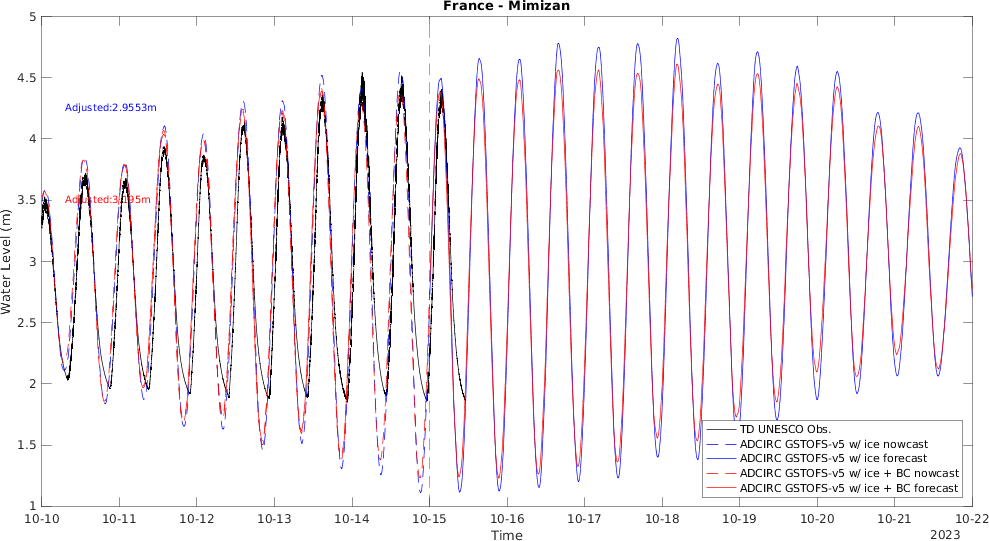 France - Mimizan
5
4.5
4
3.5
3
2.5
2
1.5
1
Water Level (m)
Adjusted:2.9553m
Adjusted:3.195m
TD UNESCO Obs.
ADCIRC GSTOFS-v5 w/ ice nowcast
ADCIRC GSTOFS-v5 w/ ice forecast
ADCIRC GSTOFS-v5 w/ ice + BC nowcast
ADCIRC GSTOFS-v5 w/ ice + BC forecast
10-10 10-11 10-12 10-13 10-14 10-15 10-16 10-17 10-18 10-19 10-20 10-21 10-22
Time
2023